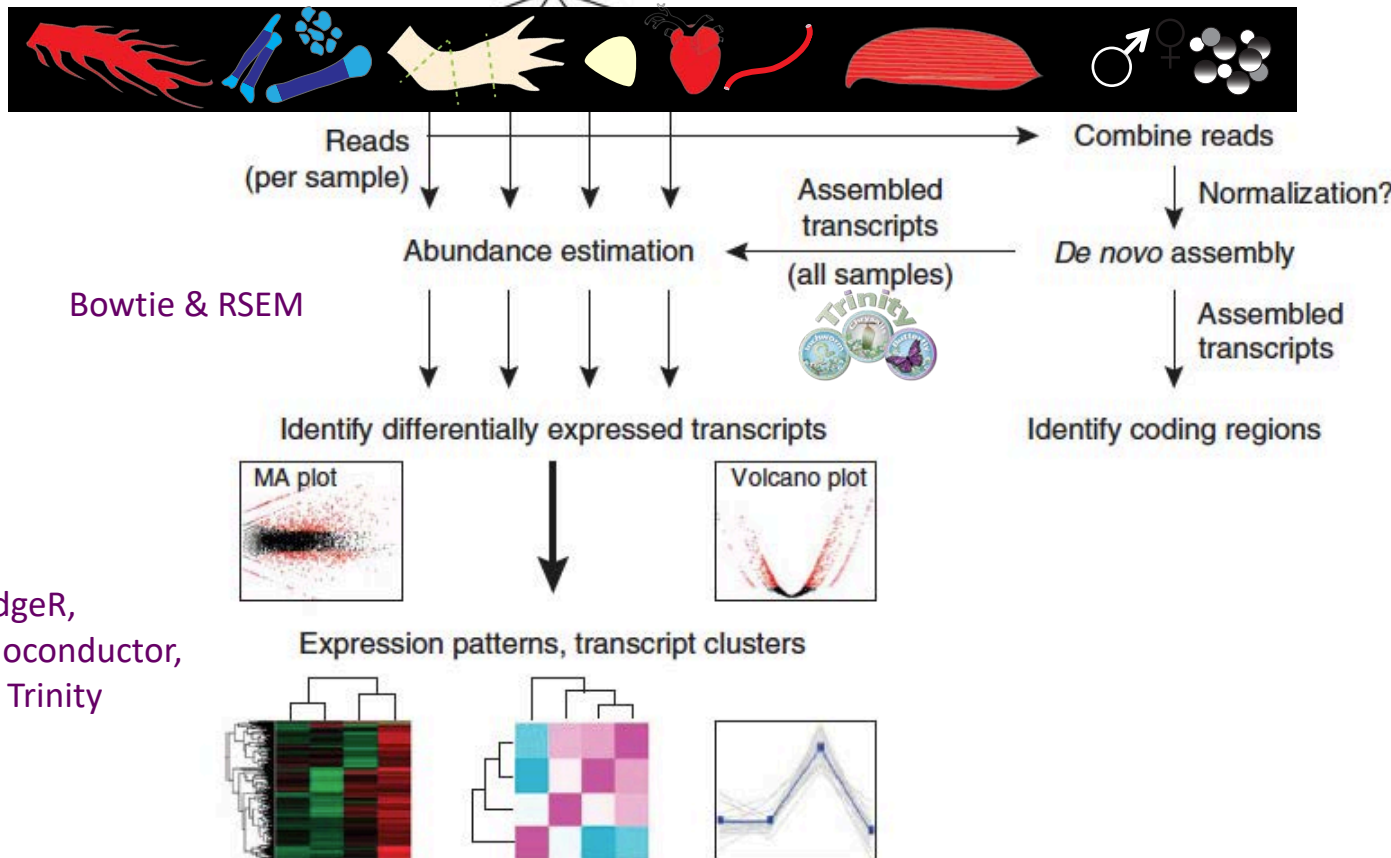 Reads
(per sample)
Combine reads
Normalization?
Assembled
transcripts
(all samples)
Abundance estimation
De novo assembly
Bowtie & RSEM
Trinity
Assembled
transcripts
Identify differentially expressed transcripts
Identify coding regions
MA plot
Volcano plot
dgeR,
oconductor,
Trinity
Expression patterns, transcript clusters